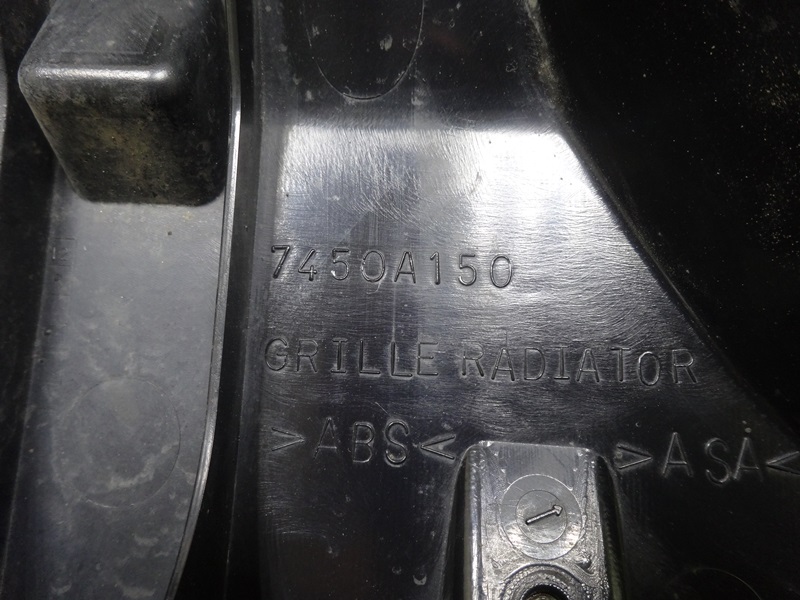 7450A150
GRILLE RADIATOR
>ABS< >ASA<